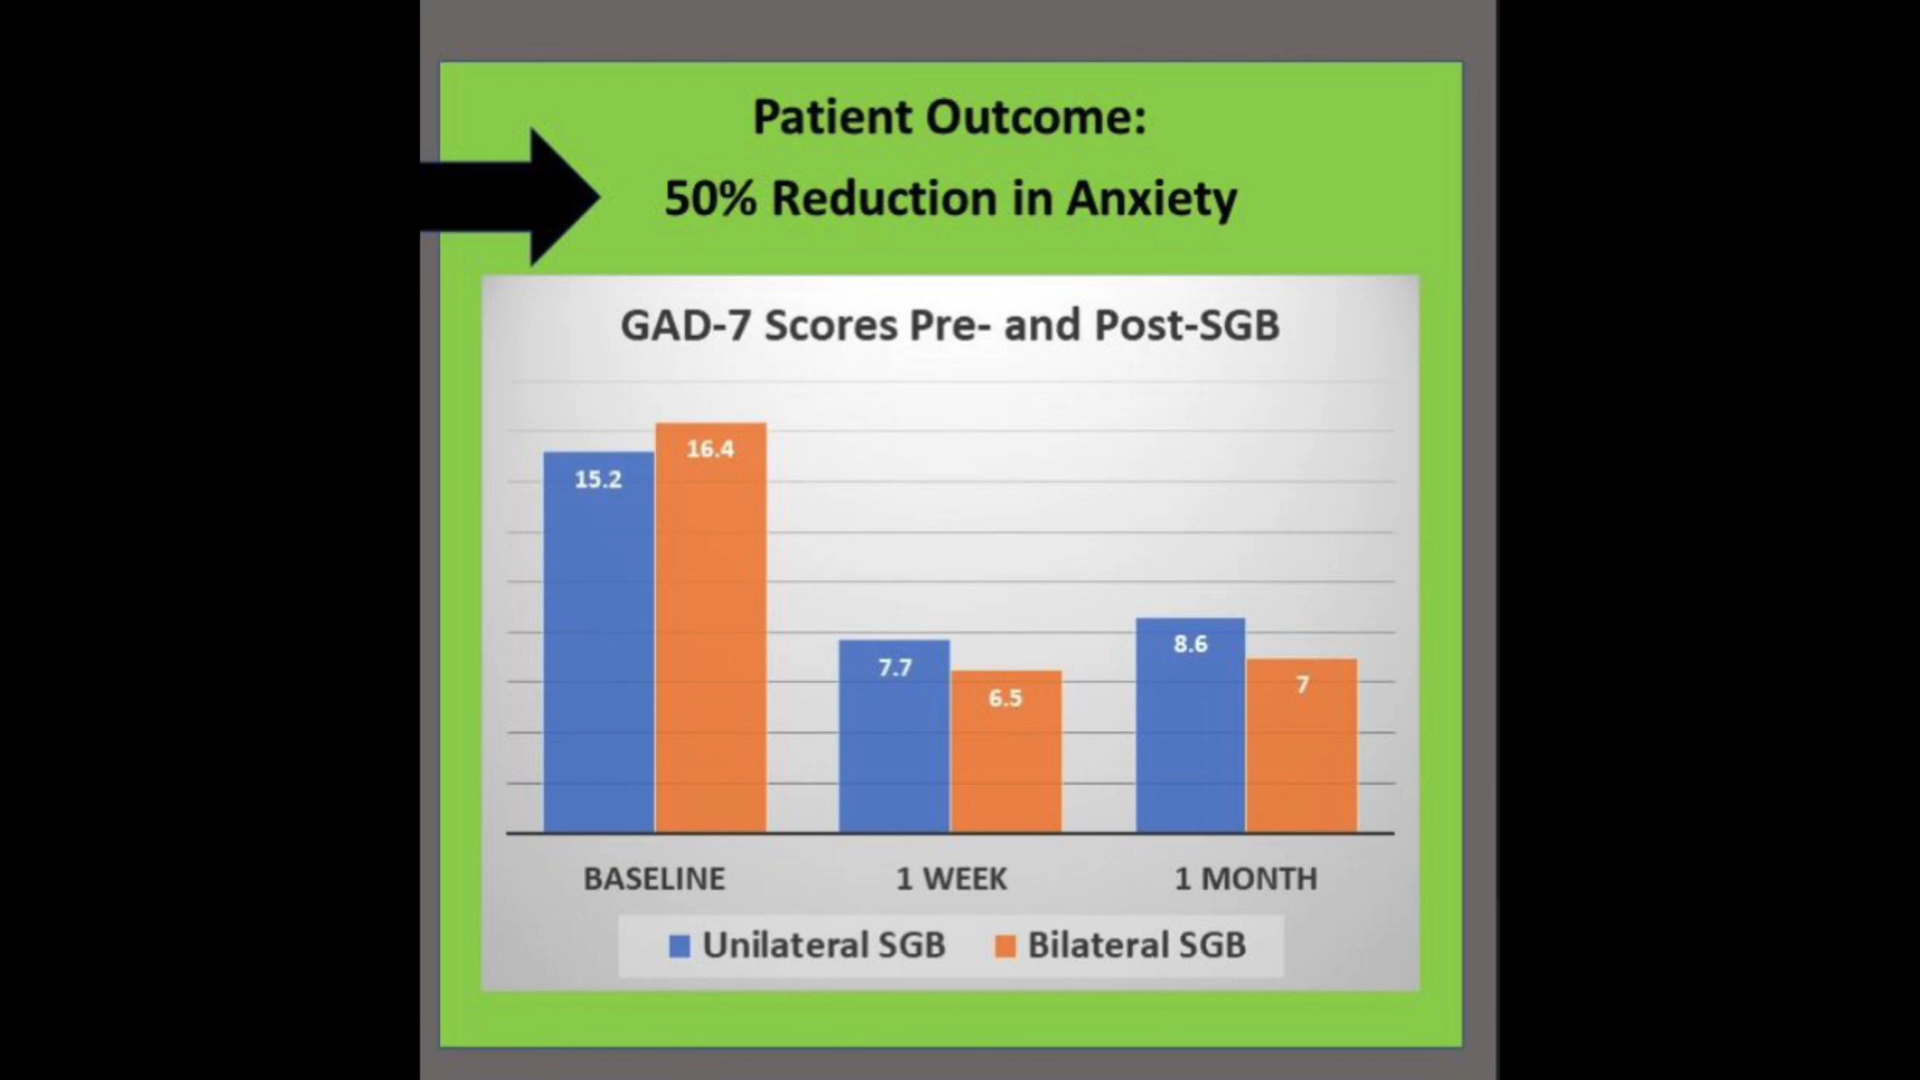 Patient Outcome:
50% Reduction in Anxiety
GAD-7 Scores Pre- and Post-SGB
15.2
16.4
7.7
6.5
8.6
7
BASELINE
1 WEEK
1 MONTH
Unilateral SGB
Bilateral SGB